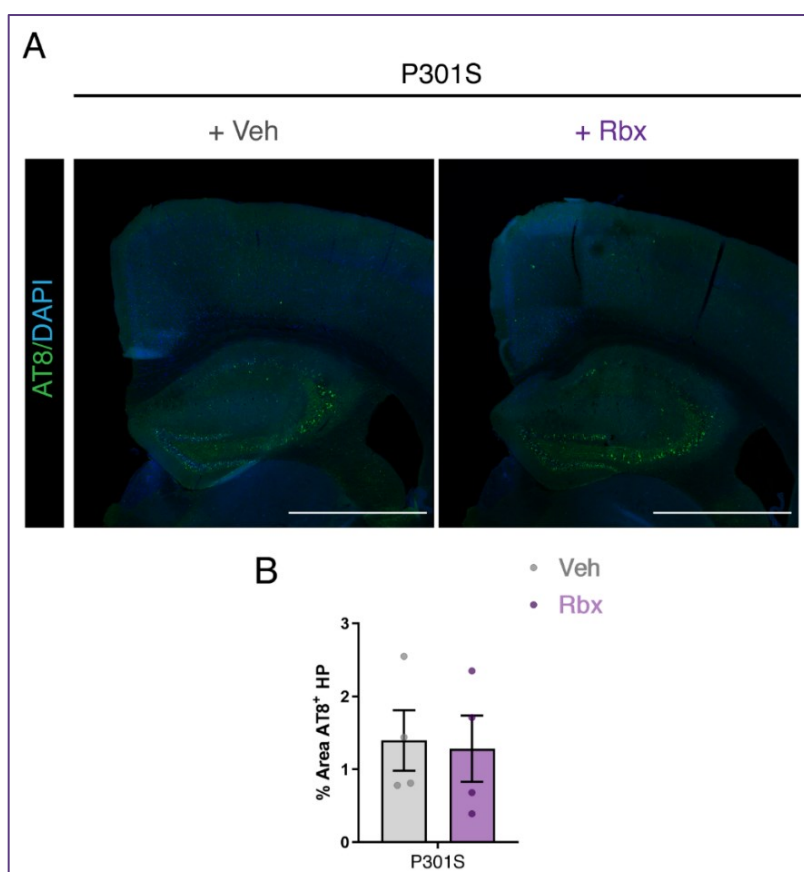 A
P301S
+ Veh
+ Rbx
AT8/DAPI
B
Veh
Rbx
3
2
1
0
% Area AT8⁺ HP
P301S